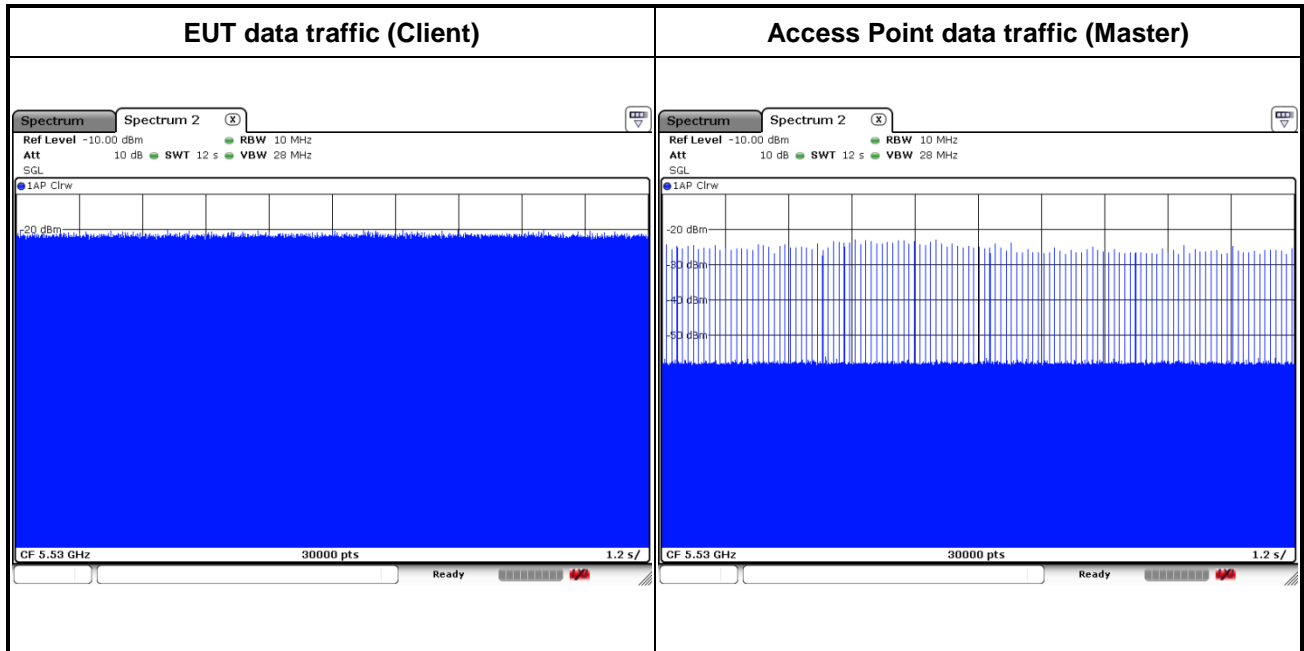 EUT data traffic (Client)
Access Point data traffic (Master)
Spectrum Spectrum 2 X
Ref Level -10.00 dBm RBW 10 MHz
Att 10 dB SWT 12 s VBW 28 MHz
SGL
1AP Clrw
-20 dBm
CF 5.53 GHz 30000 pts 1.2 s/
Ready
Spectrum Spectrum 2 X
Ref Level -10.00 dBm RBW 10 MHz
Att 10 dB SWT 12 s VBW 28 MHz
SGL
1AP Clrw
-20 dBm
-30 dBm
-40 dBm
-50 dBm
CF 5.53 GHz 30000 pts 1.2 s/
Ready